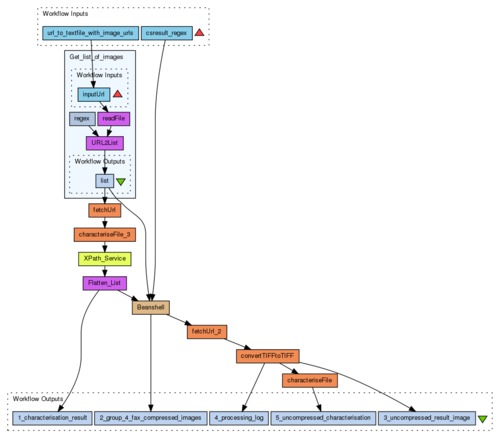 Workflow Inputs
url_to_textfile_with_image_urls
csresult_regex
Get_list_of_images
Workflow Inputs
inputUrl
regex
readFile
URL2List
Workflow Outputs
list
fetchUrl
characteriseFile_3
XPath_Service
Flatten_List
Beanshell
fetchUrl_2
convertTIFFtoTIFF
characteriseFile
Workflow Outputs
1_characterisation_result
2_group_4_fax_compressed_images
4_processing_log
5_uncompressed_characterisation
3_uncompressed_result_image